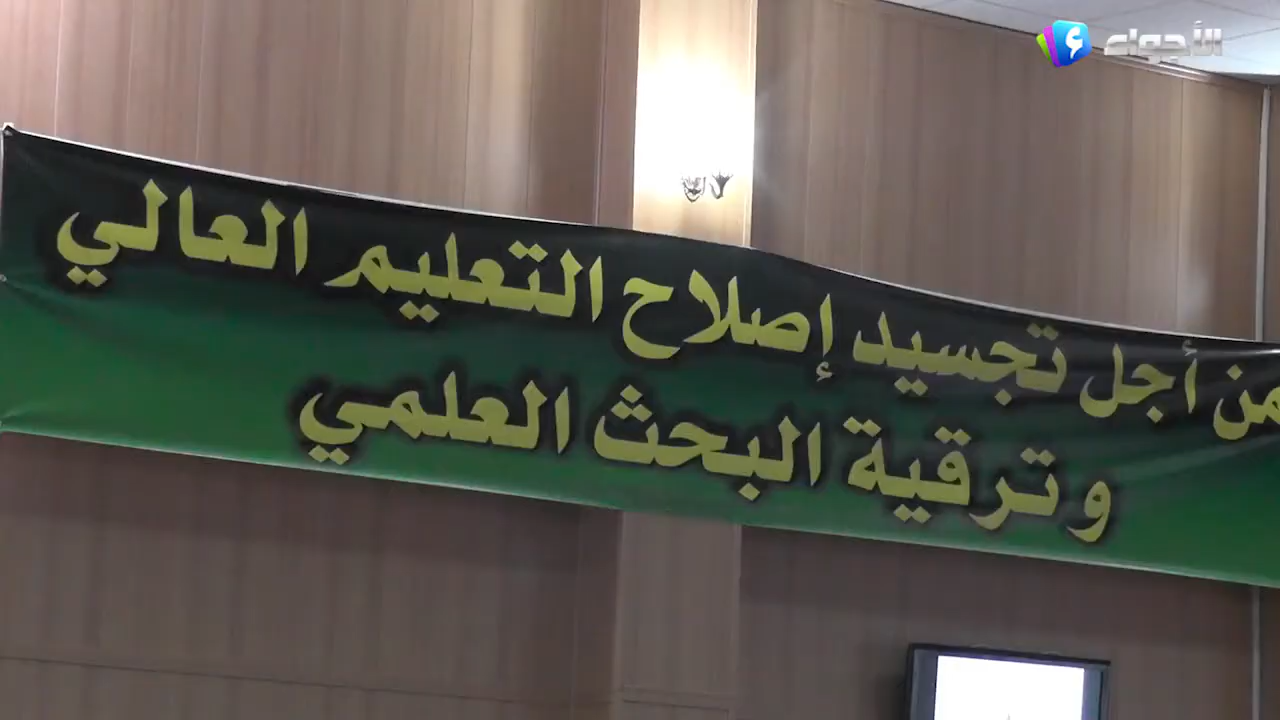 الأجواء
من أجل تجسيد إصلاح التعليم العالي
وترقية البحث العلمي